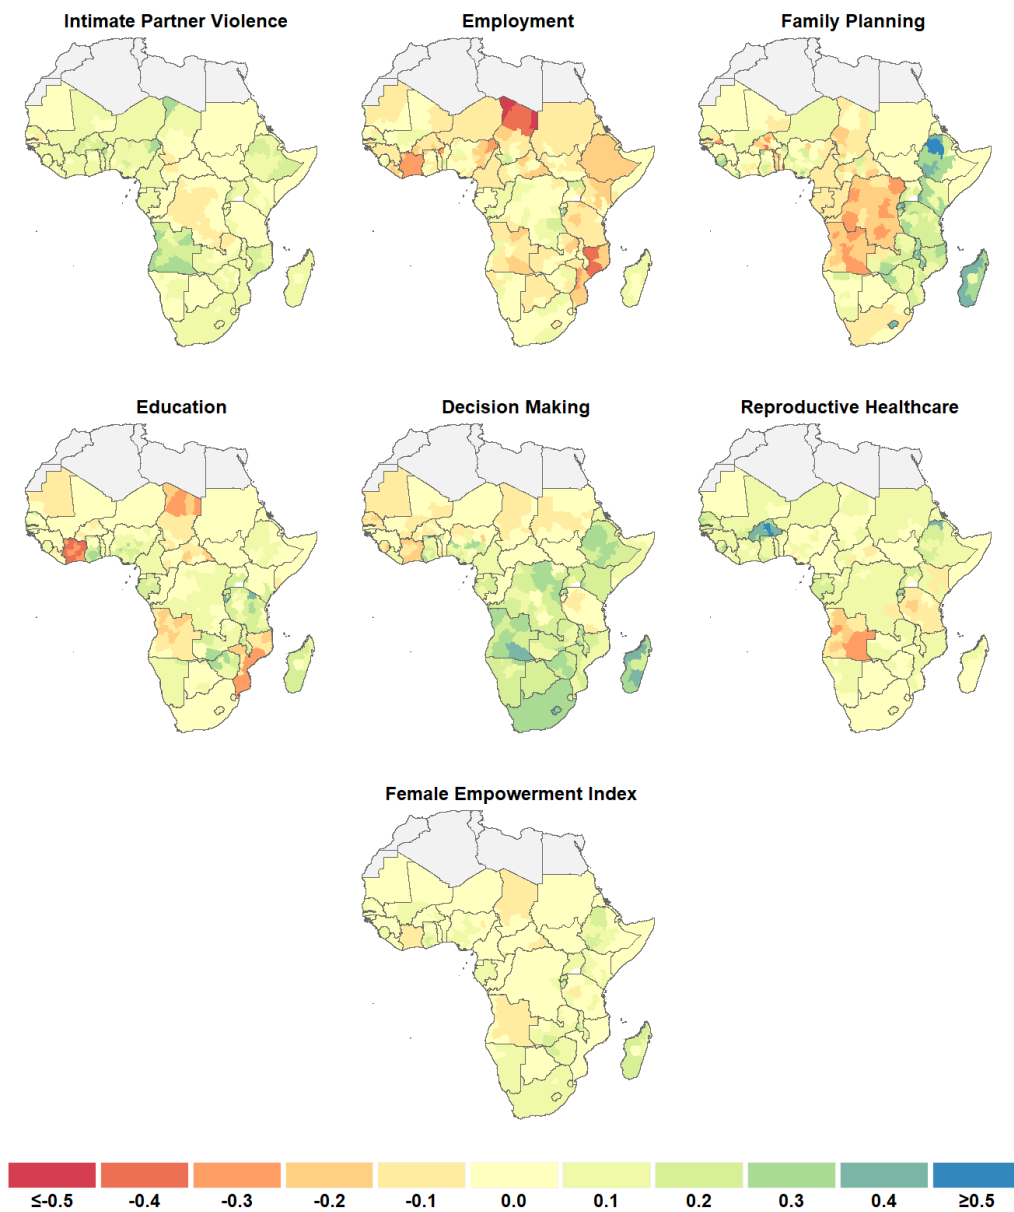 Intimate Partner Violence
Employment
Family Planning
Education
Decision Making
Reproductive Healthcare
Female Empowerment Index
≤-0.5 -0.4 -0.3 -0.2 -0.1 0.0 0.1 0.2 0.3 0.4 ≥0.5